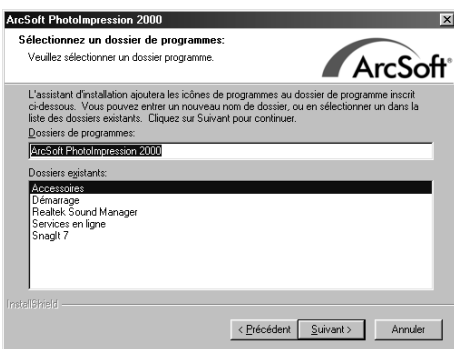 ArcSoft PhotoImpression 2000
Sélectionnez un dossier de programmes:
Veuillez sélectionner un dossier programme.
ArcSoft
L'assistant d'installation ajoutera les icônes de programmes au dossier de programme inscrit
ci-dessous. Vous pouvez entrer un nouveau nom de dossier, ou en sélectionner un dans la
liste des dossiers existants. Cliquez sur Suivant pour continuer.
Dossiers de programmes:
ArcSoft PhotoImpression 2000
Dossiers existants:
Accessoires
Démarrage
Realtek Sound Manager
Services en ligne
SnagIt 7
InstallShield
< Précédent Suivant > Annuler